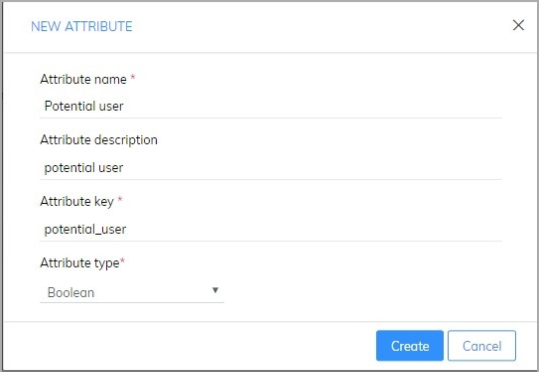 NEW ATTRIBUTE
Attribute name *
Potential user
Attribute description
potential user
Attribute key *
potential_user
Attribute type*
Boolean
Create Cancel